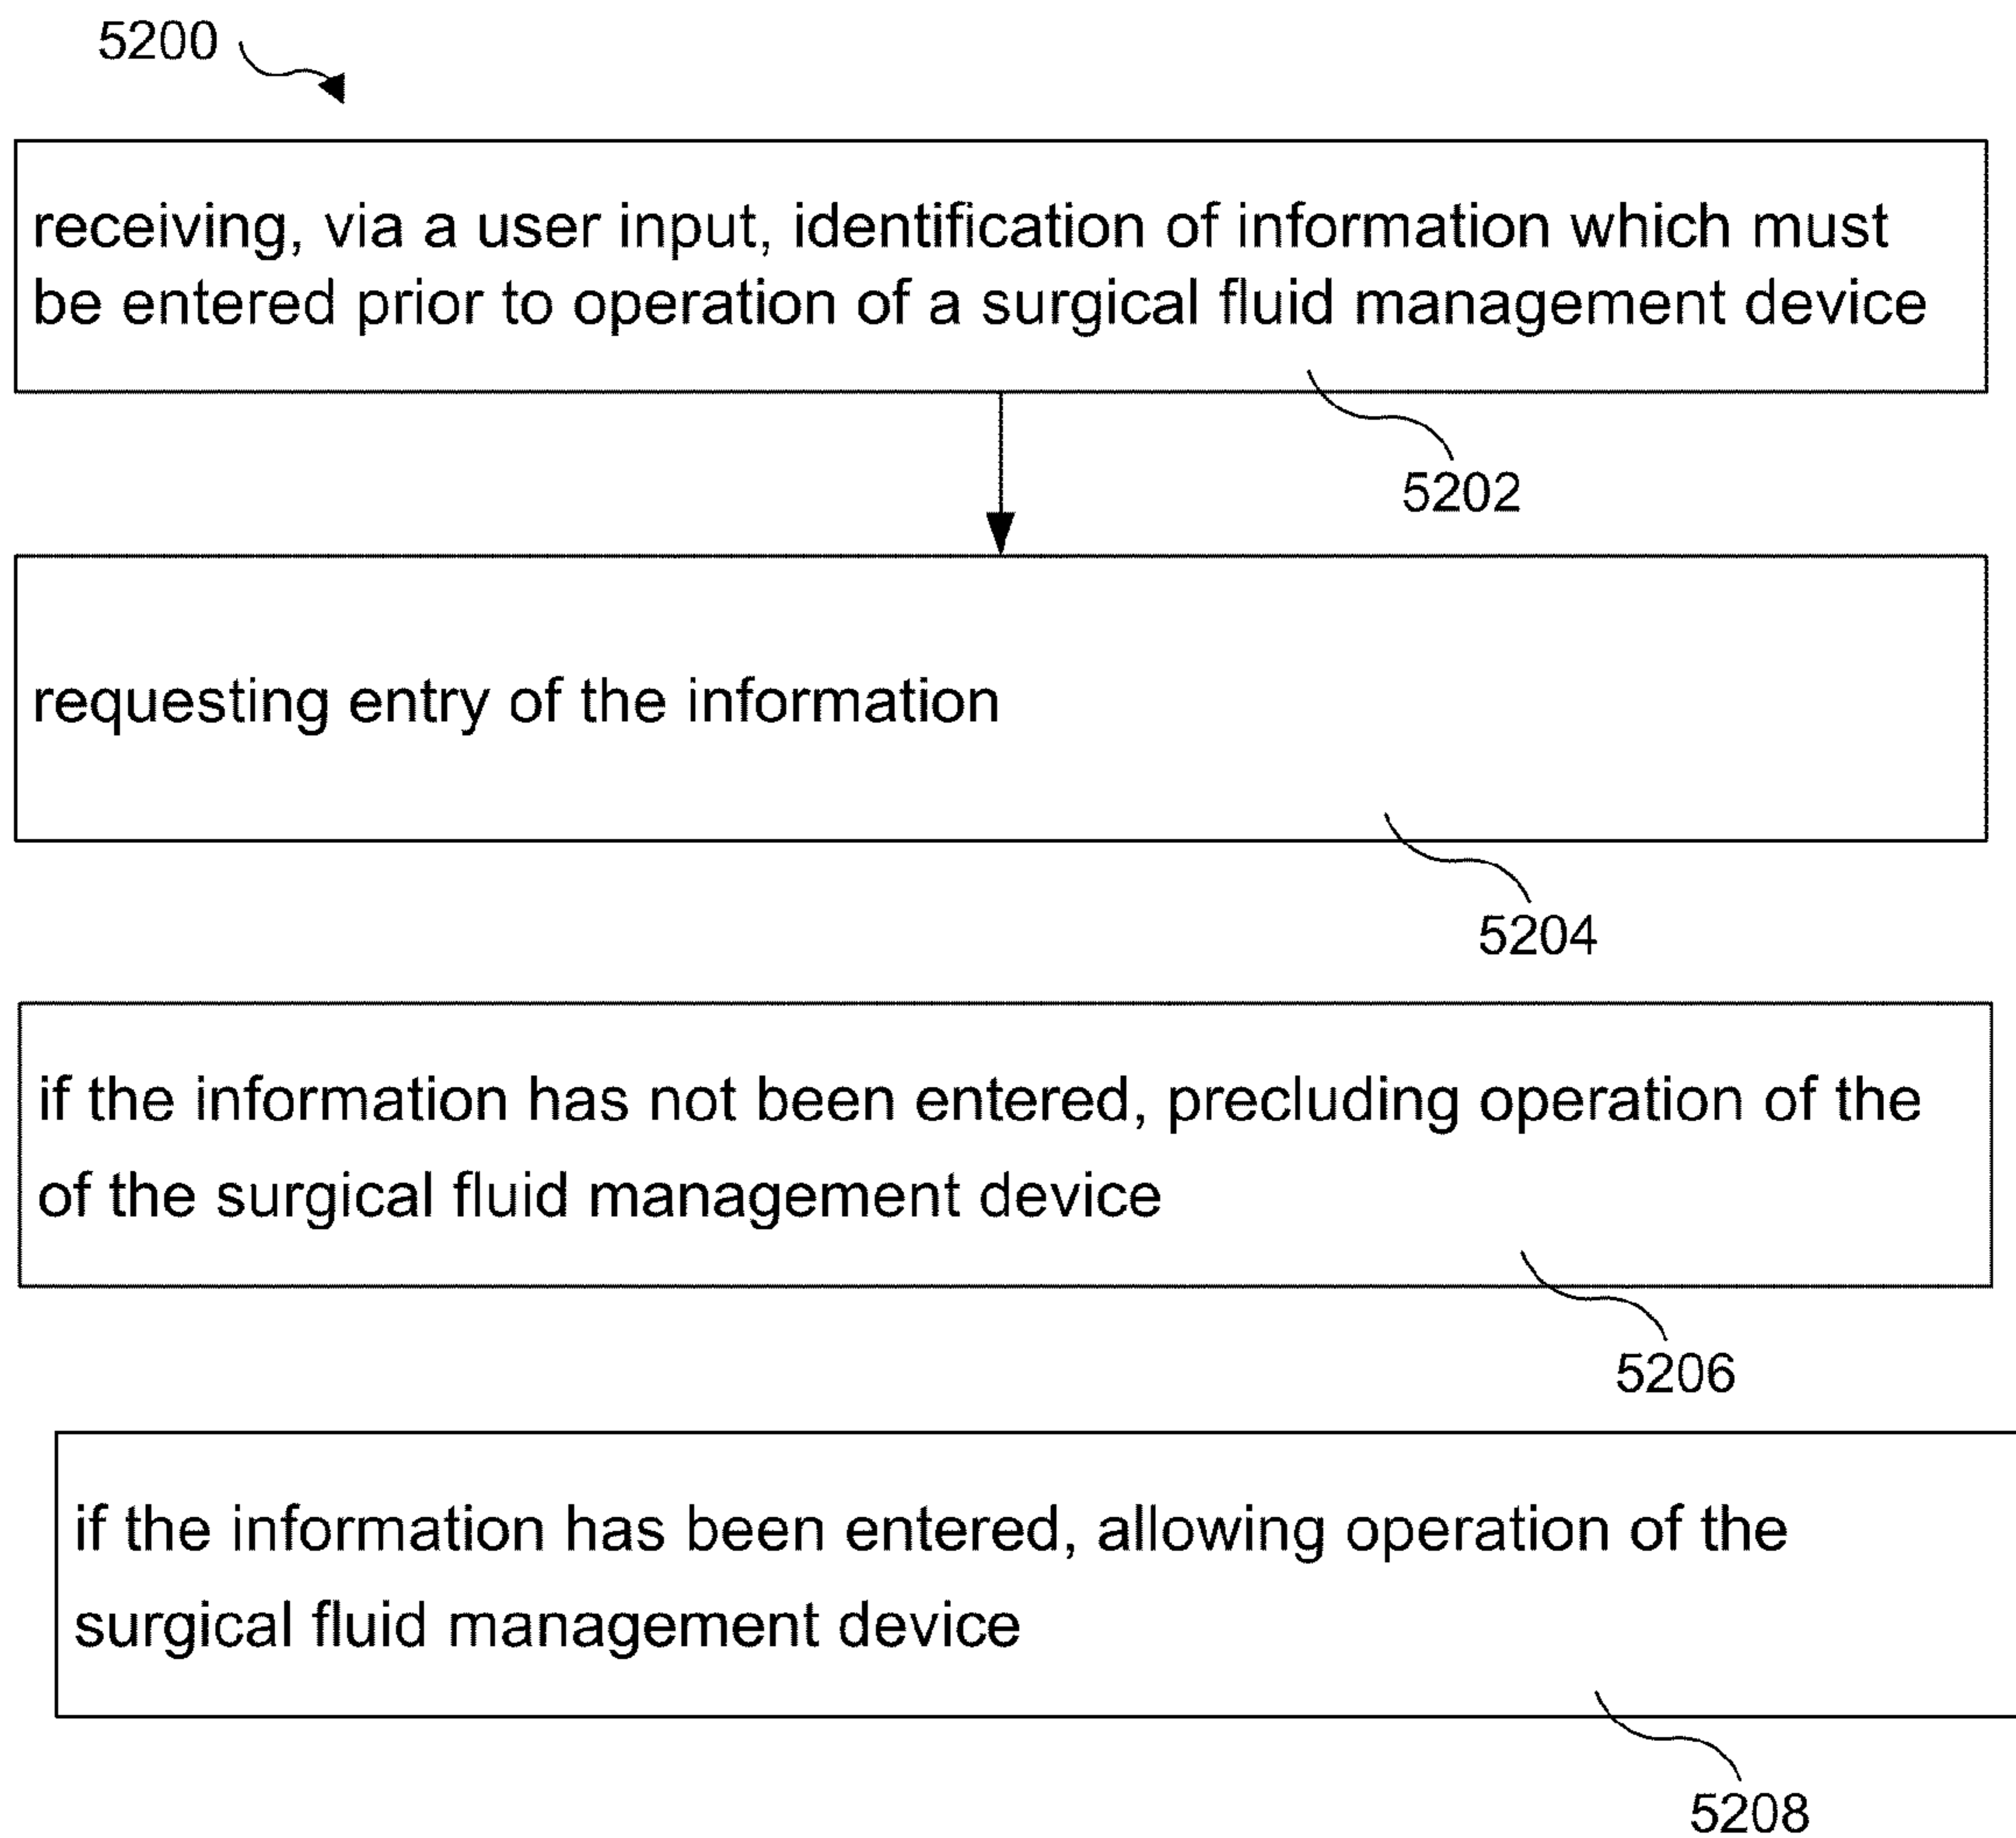 5200
receiving, via a user input, identification of information which must
be entered prior to operation of a surgical fluid management device
5202
requesting entry of the information
5204
if the information has not been entered, precluding operation of the
of the surgical fluid management device
5206
if the information has been entered, allowing operation of the
surgical fluid management device
5208